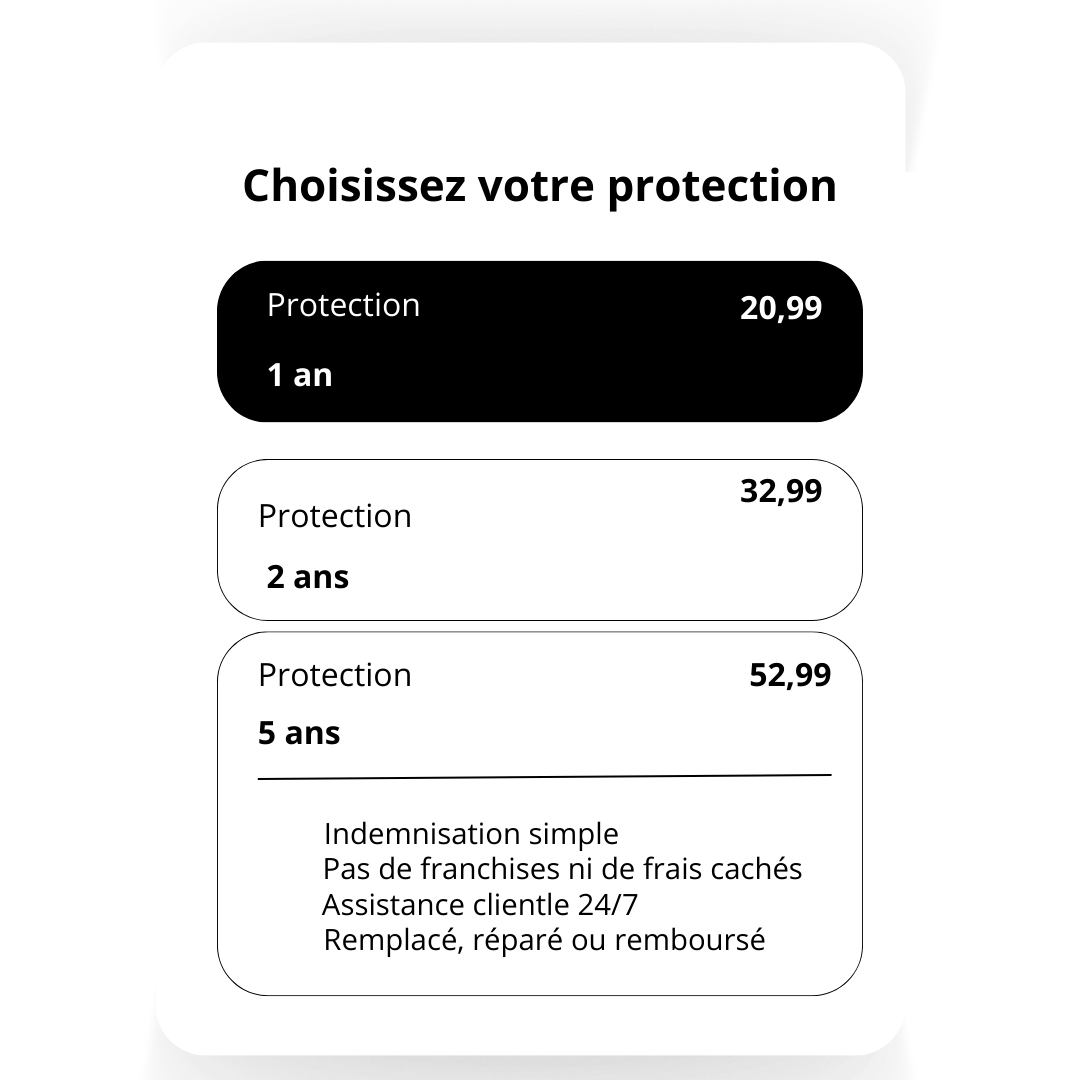 Choisissez votre protection
Protection
20,99
1 an
32,99
Protection
2 ans
Protection
52,99
5 ans
Indemnisation simple
Pas de franchises ni de frais cachés
Assistance clientle 24/7
Remplacé, réparé ou remboursé